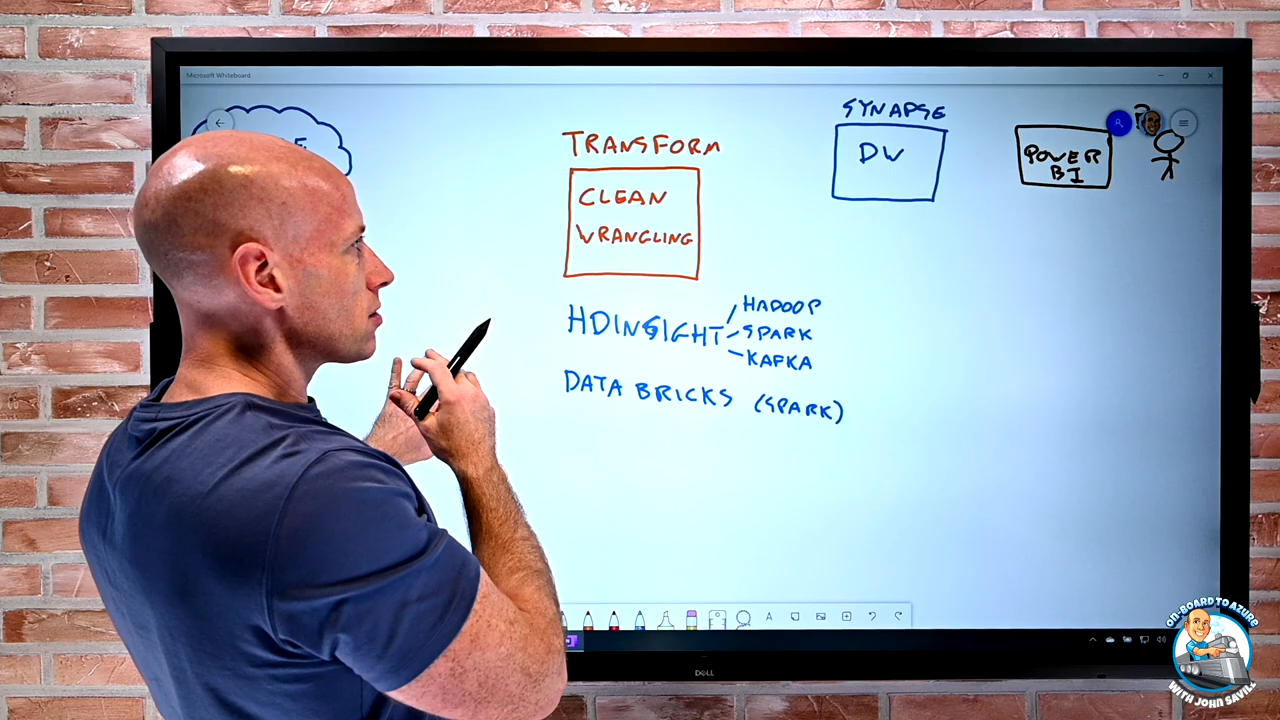 Microsoft Whiteboard
SYNAPSE
TRANSFORM
DW
POWER
BI
?
CLEAN
WRANGLING
HDINSIGHT
HADOOP
SPARK
KAFKA
DATA BRICKS (SPARK)
DELL
ON-BOARD TO AZURE
WITH JOHN SAVILL